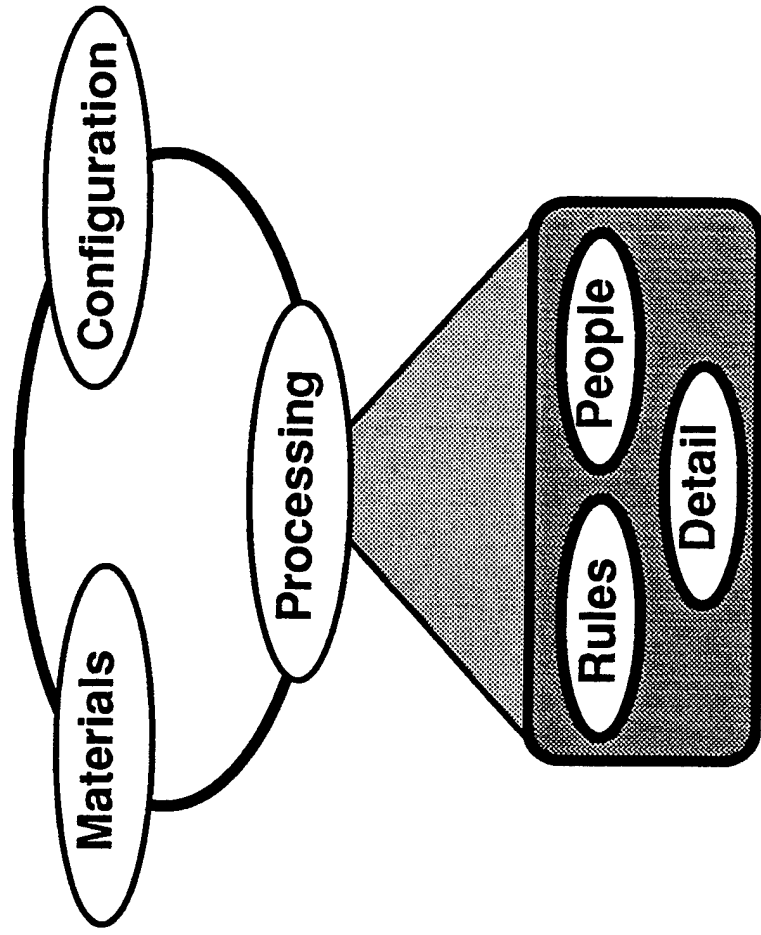 Materials
Configuration
Processing
Rules
People
Detail